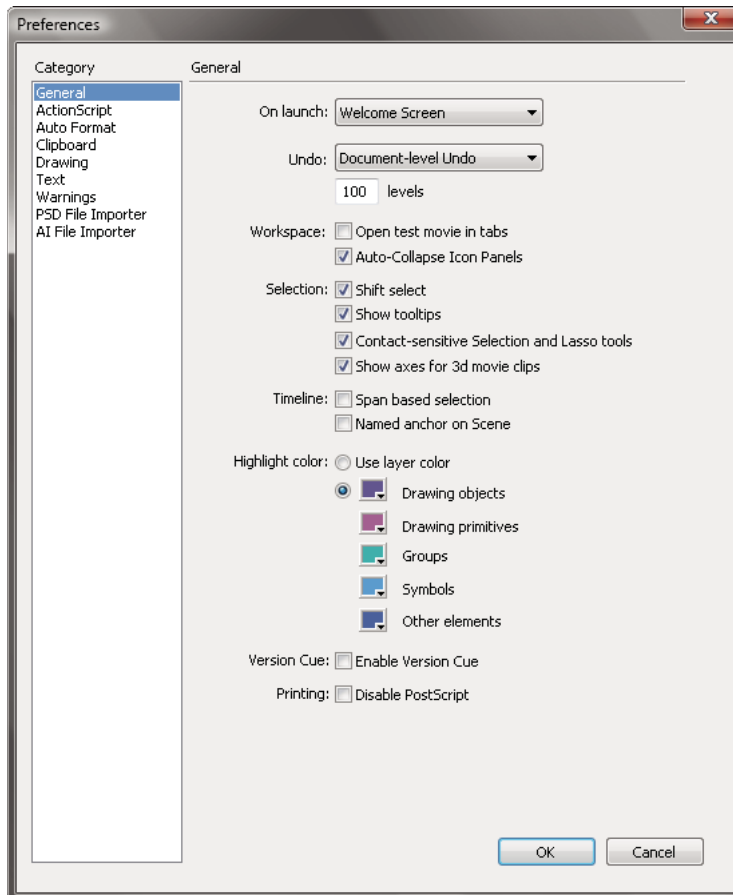 Preferences
Category
General
ActionScript
Auto Format
Clipboard
Drawing
Text
Warnings
PSD File Importer
AI File Importer
General
On launch: Welcome Screen
Undo: Document-level Undo
100 levels
Workspace: Open test movie in tabs
Auto-Collapse Icon Panels
Selection: Shift select
Show tooltips
Contact-sensitive Selection and Lasso tools
Show axes for 3d movie clips
Timeline: Span based selection
Named anchor on Scene
Highlight color: Use layer color
Drawing objects
Drawing primitives
Groups
Symbols
Other elements
Version Cue: Enable Version Cue
Printing: Disable PostScript
OK Cancel